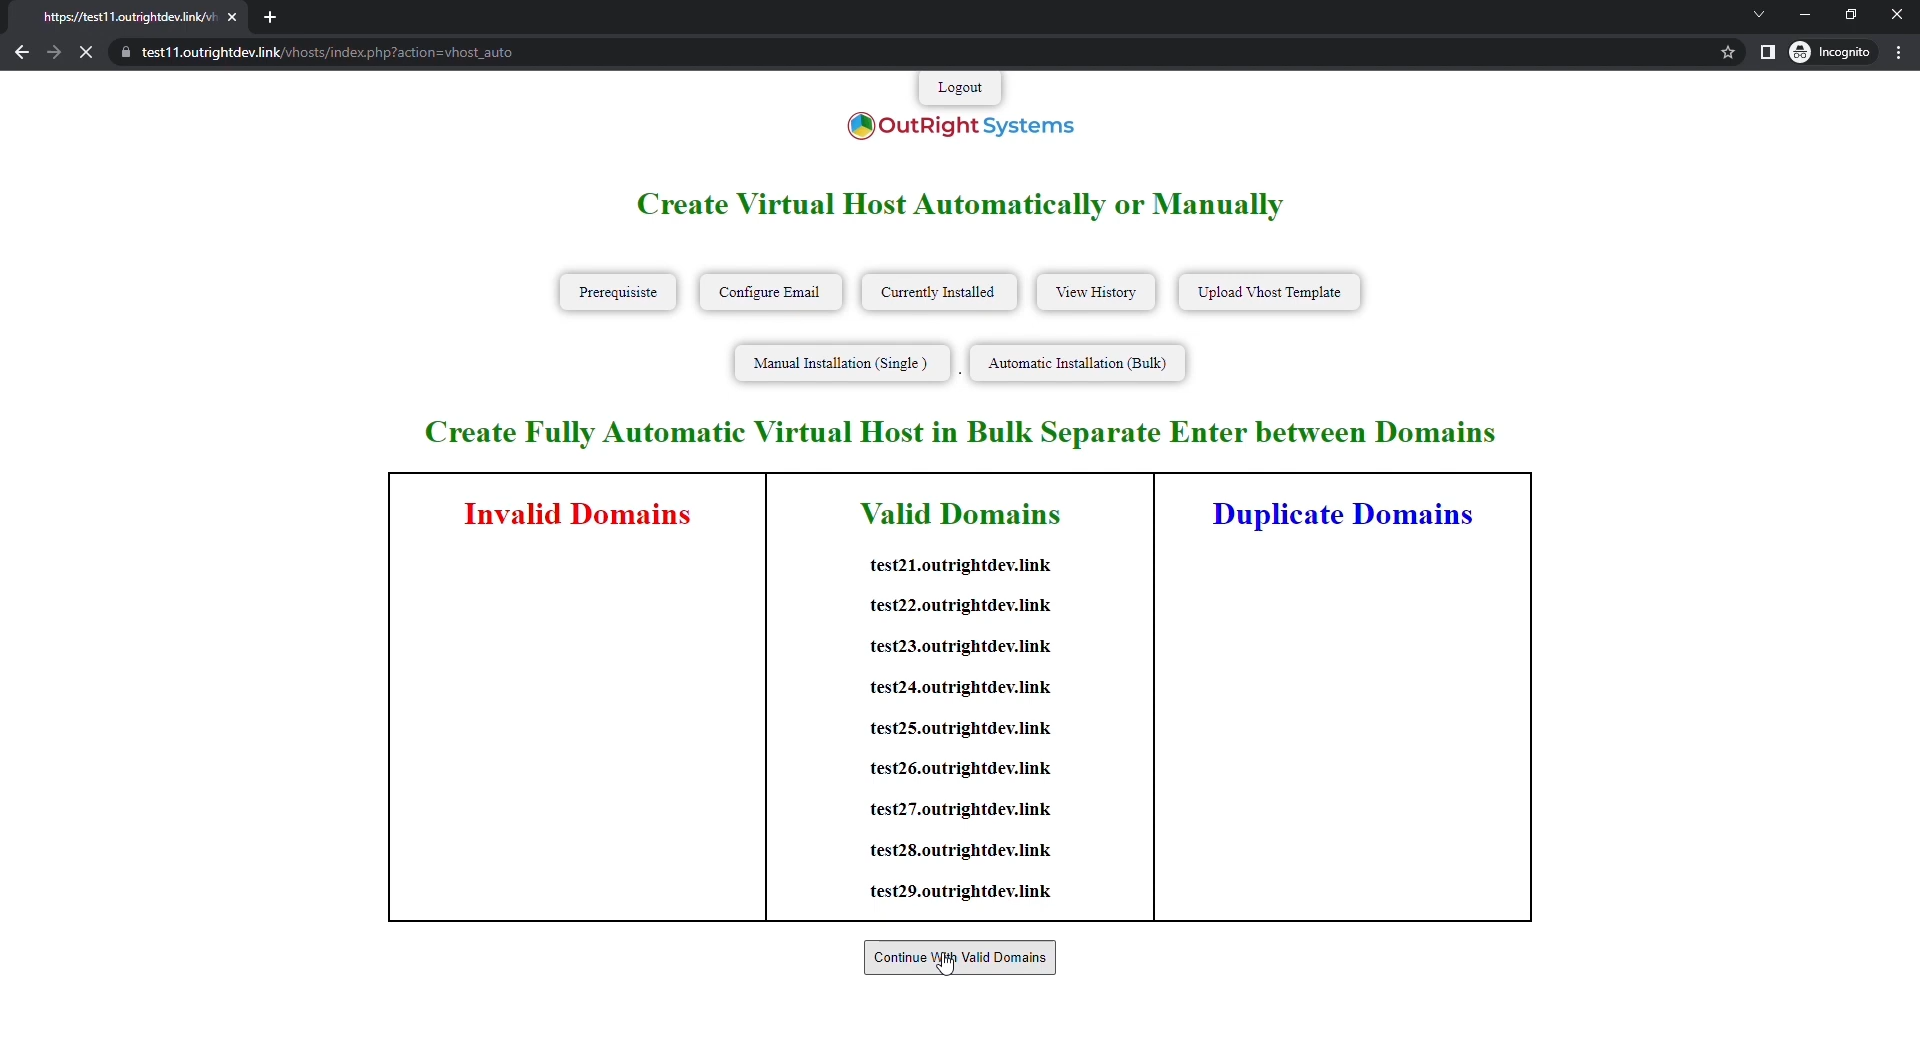 https://test11.outrightdev.link/vh
test11.outrightdev.link/vhosts/index.php?action=vhost_auto
Incognito
Logout
OutRight Systems
Create Virtual Host Automatically or Manually
Prerequisiste Configure Email Currently Installed View History Upload Vhost Template
Manual Installation (Single ) . Automatic Installation (Bulk)
Create Fully Automatic Virtual Host in Bulk Separate Enter between Domains
Invalid Domains Valid Domains Duplicate Domains
test21.outrightdev.link
test22.outrightdev.link
test23.outrightdev.link
test24.outrightdev.link
test25.outrightdev.link
test26.outrightdev.link
test27.outrightdev.link
test28.outrightdev.link
test29.outrightdev.link
Continue With Valid Domains